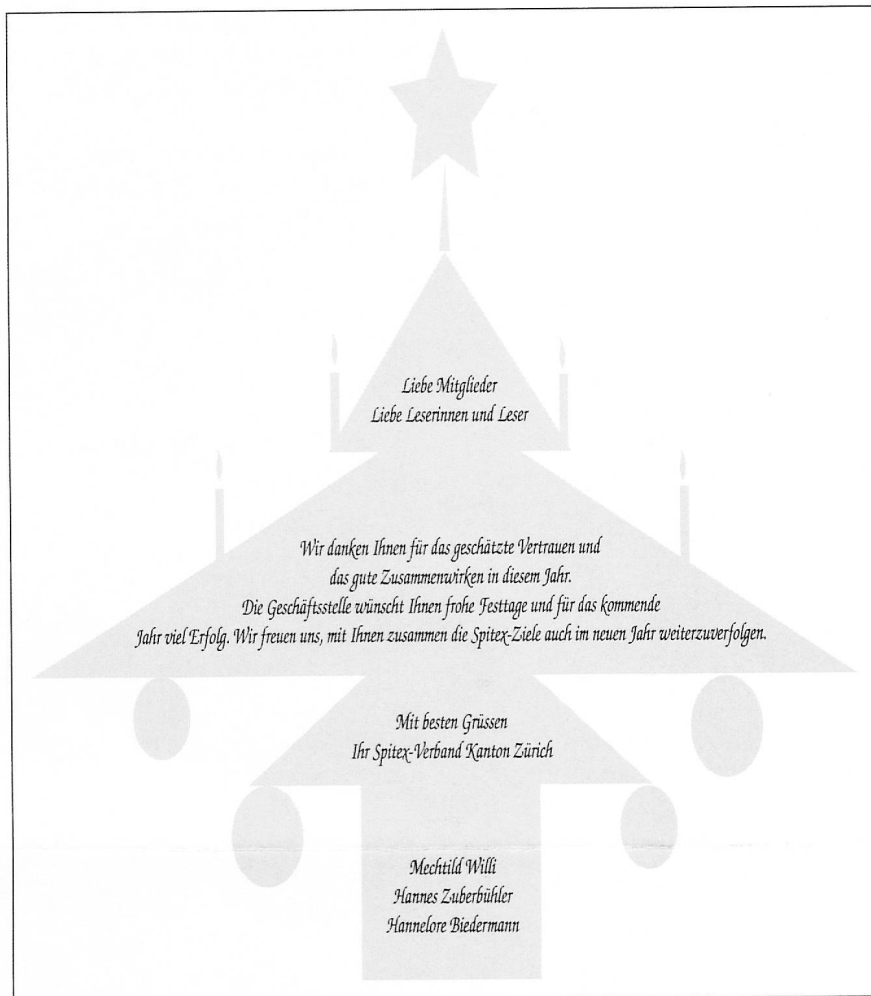 Liebe Mitglieder
Liebe Leserinnen und Leser
Wir danken Ihnen für das geschätzte Vertrauen und
das gute Zusammenwirken in diesem Jahr.
Die Geschäftsstelle wünscht Ihnen frohe Festtage und für das kommende
Jahr viel Erfolg. Wir freuen uns, mit Ihnen zusammen die Spitex-Ziele auch im neuen Jahr weiterzuverfolgen.
Mit besten Grüssen
Ihr Spitex-Verband Kanton Zürich
Mechtild Willi
Hannes Zuberbühler
Hannelore Biedermann